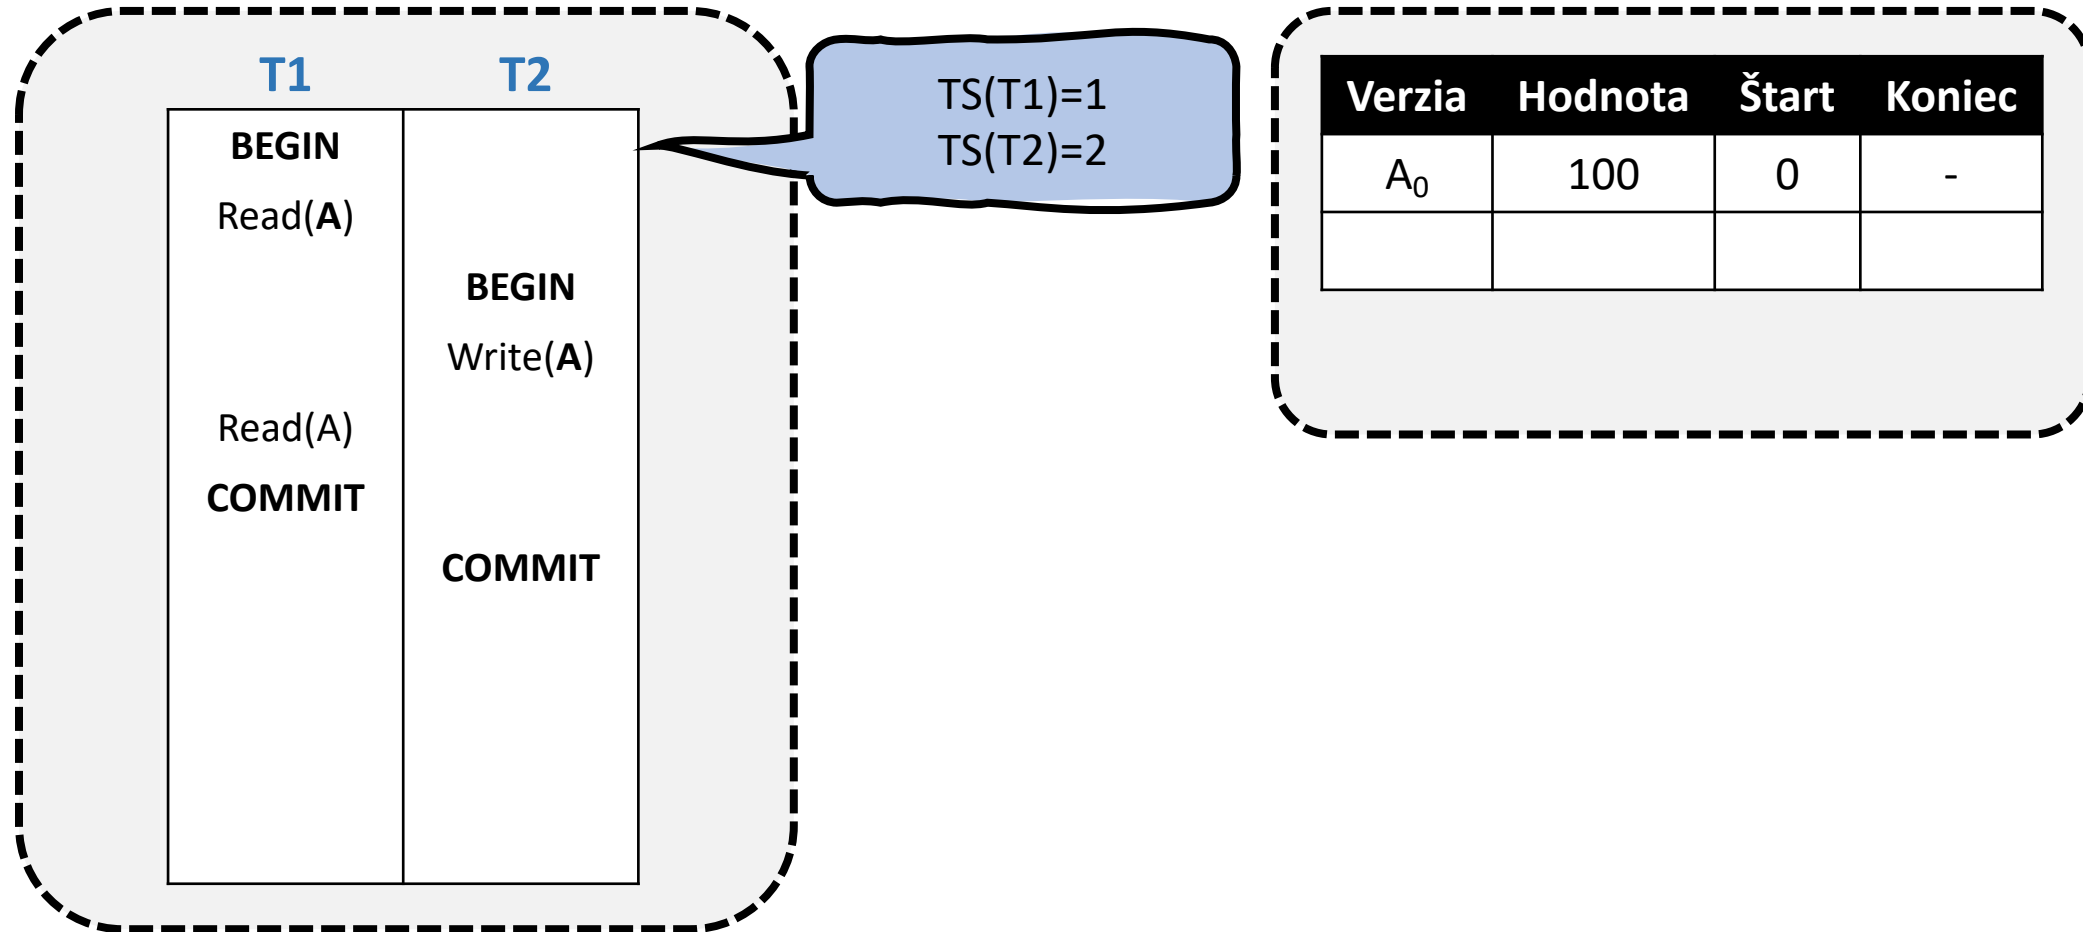 T1 T2
BEGIN
Read(A)
BEGIN
Write(A)
Read(A)
COMMIT
COMMIT
TS(T1)=1
TS(T2)=2
Verzia Hodnota Štart Koniec
A₀ 100 0 -